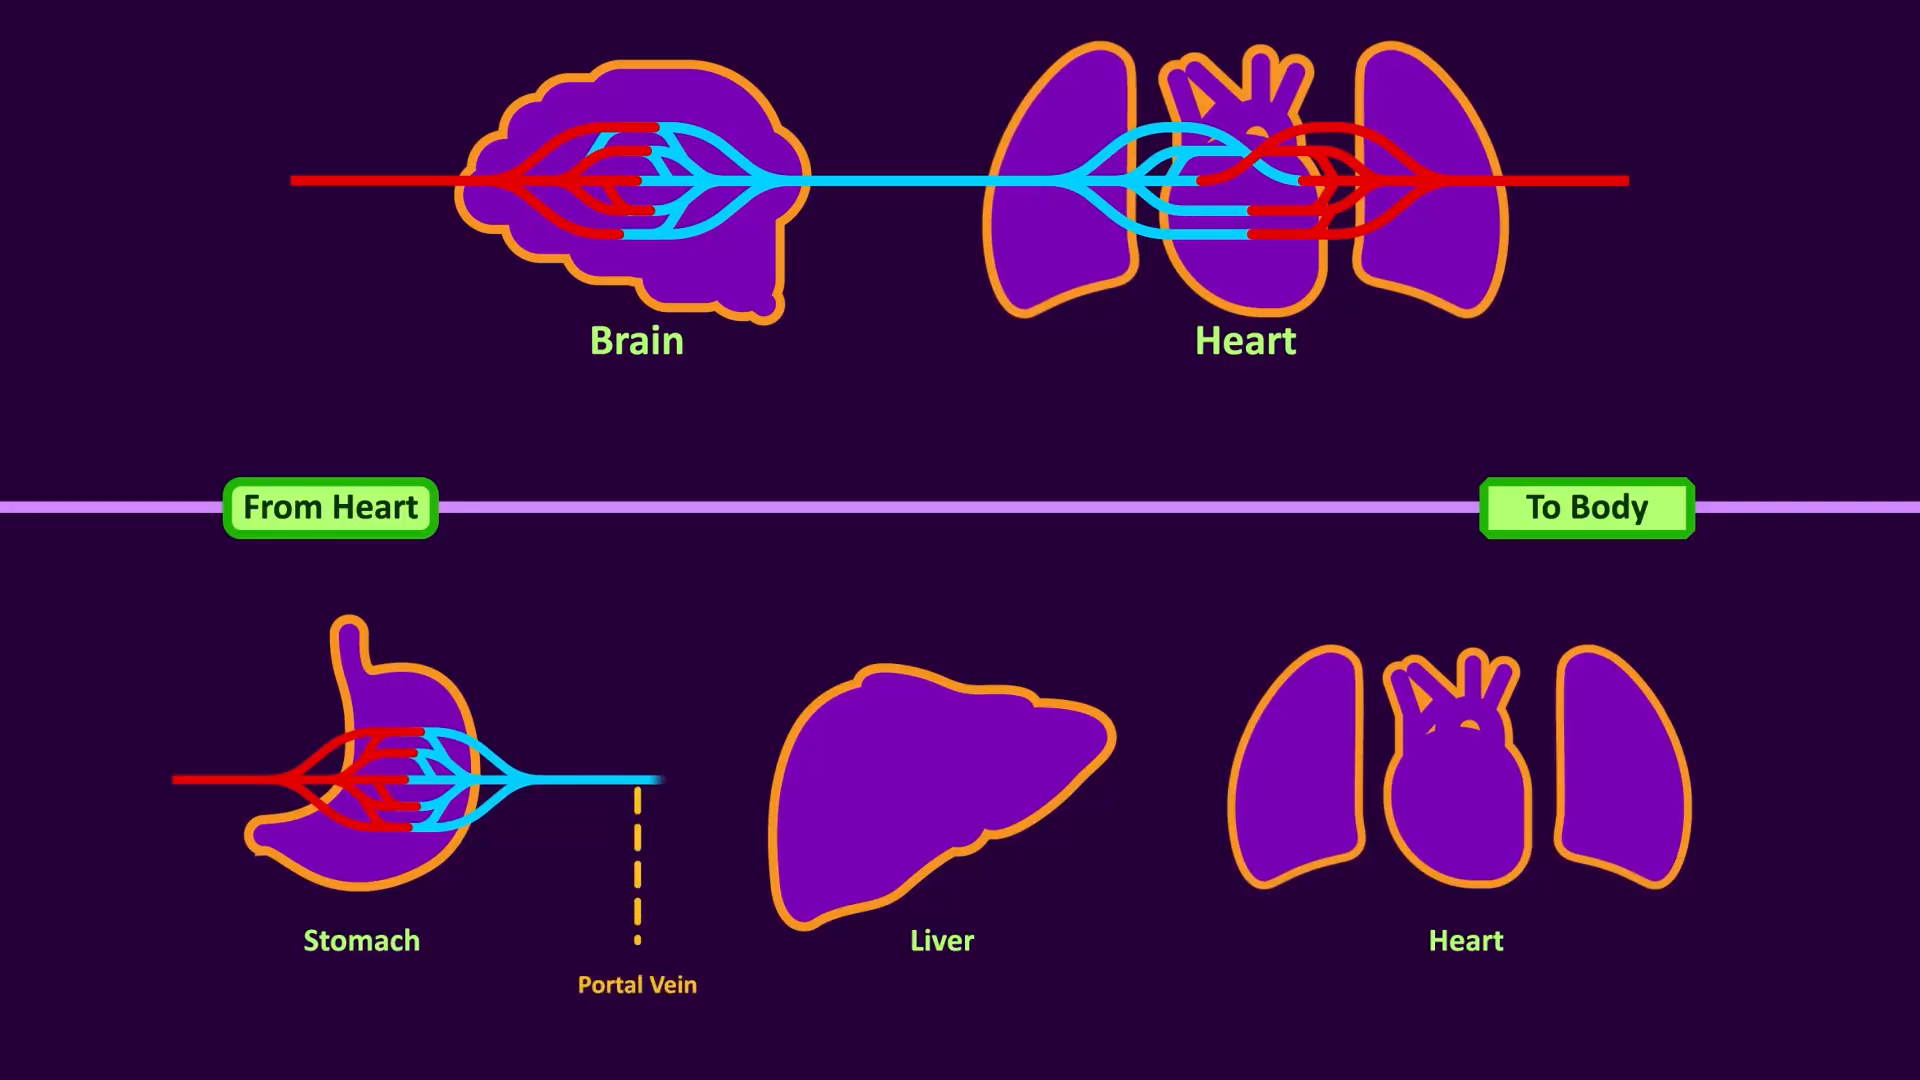 Brain
Heart
From Heart
To Body
Stomach
Liver
Heart
Portal Vein